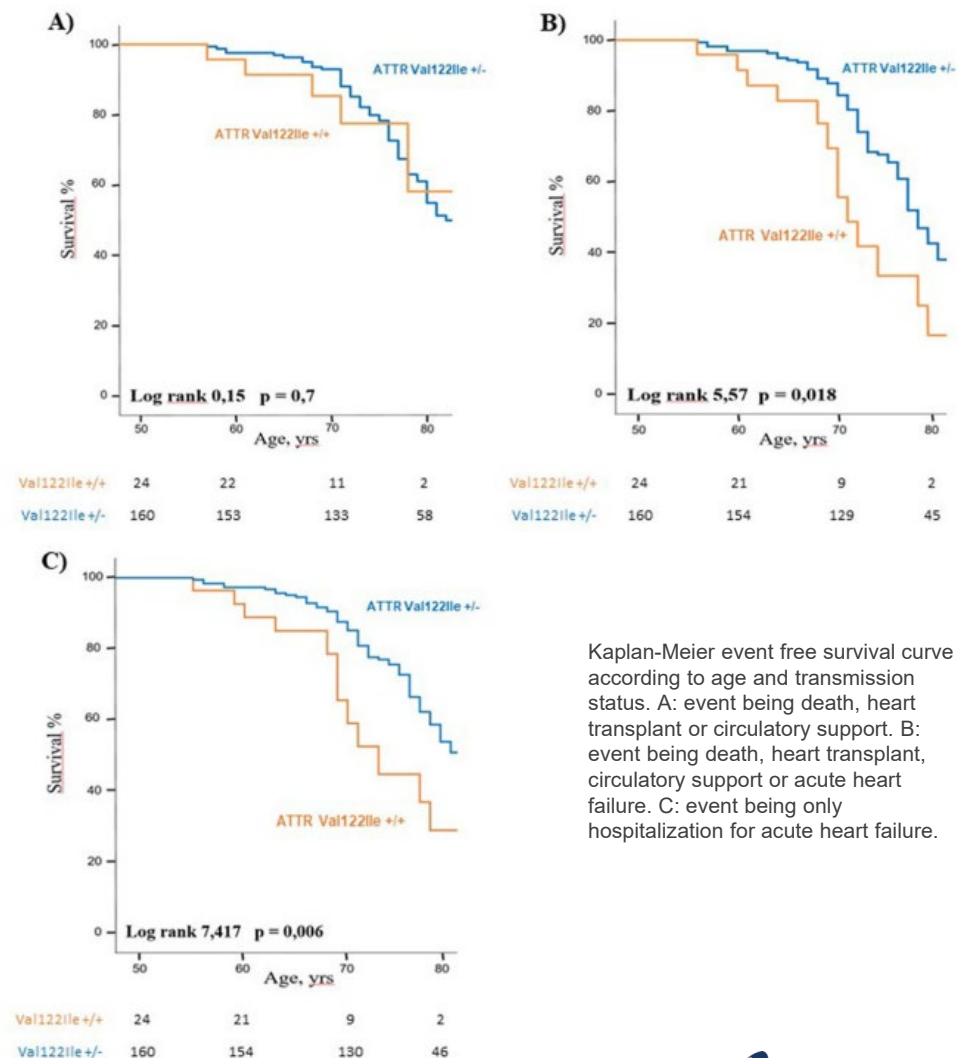 A)
100
80
60
40
20
0
Survival %
ATTR Val122Ile +/-
ATTR Val122Ile +/+
Log rank 0,15 p = 0,7
50 60 70 80
Age, yrs
Val122Ile +/+ 24 22 11 2
Val122Ile +/- 160 153 133 58
B)
100
80
60
40
20
0
Survival %
ATTR Val122Ile +/-
ATTR Val122Ile +/+
Log rank 5,57 p = 0,018
50 60 70 80
Age, yrs
Val122Ile +/+ 24 21 9 2
Val122Ile +/- 160 154 129 45
C)
100
80
60
40
20
0
Survival %
ATTR Val122Ile +/-
ATTR Val122Ile +/+
Log rank 7,417 p = 0,006
50 60 70 80
Age, yrs
Val122Ile +/+ 24 21 9 2
Val122Ile +/- 160 154 130 46
Kaplan-Meier event free survival curve
according to age and transmission
status. A: event being death, heart
transplant or circulatory support. B:
event being death, heart transplant,
circulatory support or acute heart
failure. C: event being only
hospitalization for acute heart failure.